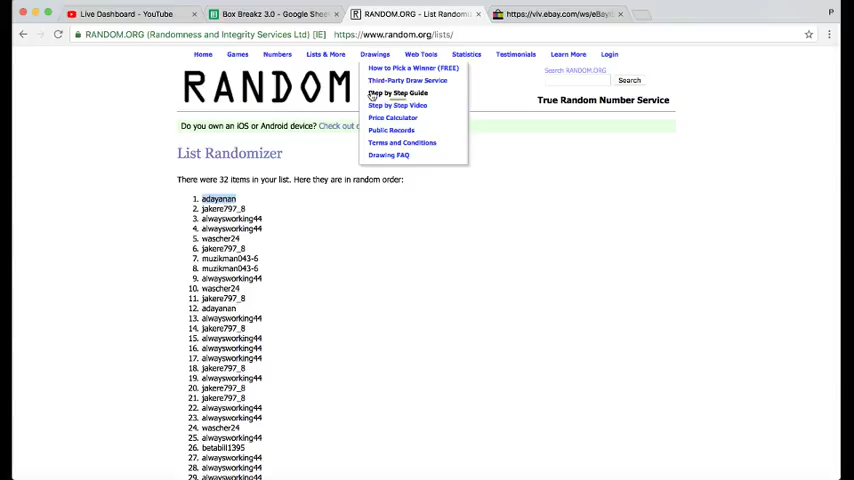 Live Dashboard - YouTube
Box Breakz 3.0 - Google Shee
RANDOM.ORG - List Randomi
RANDOM.ORG (Randomness and Integrity Services Ltd) [IE]
https://www.random.org/lists/
Home Games Numbers Lists & More Drawings Web Tools Statistics Testimonials Learn More Login
How to Pick a Winner (FREE)
Third-Party Draw Service
Step by Step Guide
Step by Step Video
Price Calculator
Public Records
Terms and Conditions
Drawing FAQ
RANDOM
Search RANDOM.ORG
Search
True Random Number Service
Do you own an iOS or Android device? Check out
List Randomizer
There were 32 items in your list. Here they are in random order:
1. adayanan
2. jakere797_8
3. alwaysworking44
4. alwaysworking44
5. wascher24
6. jakere797_8
7. muzikman043-6
8. muzikman043-6
9. alwaysworking44
10. wascher24
11. jakere797_8
12. adayanan
13. alwaysworking44
14. jakere797_8
15. alwaysworking44
16. alwaysworking44
17. alwaysworking44
18. jakere797_8
19. alwaysworking44
20. jakere797_8
21. jakere797_8
22. alwaysworking44
23. alwaysworking44
24. wascher24
25. alwaysworking44
26. betabill1395
27. alwaysworking44
28. alwaysworking44
29. alwaysworking44